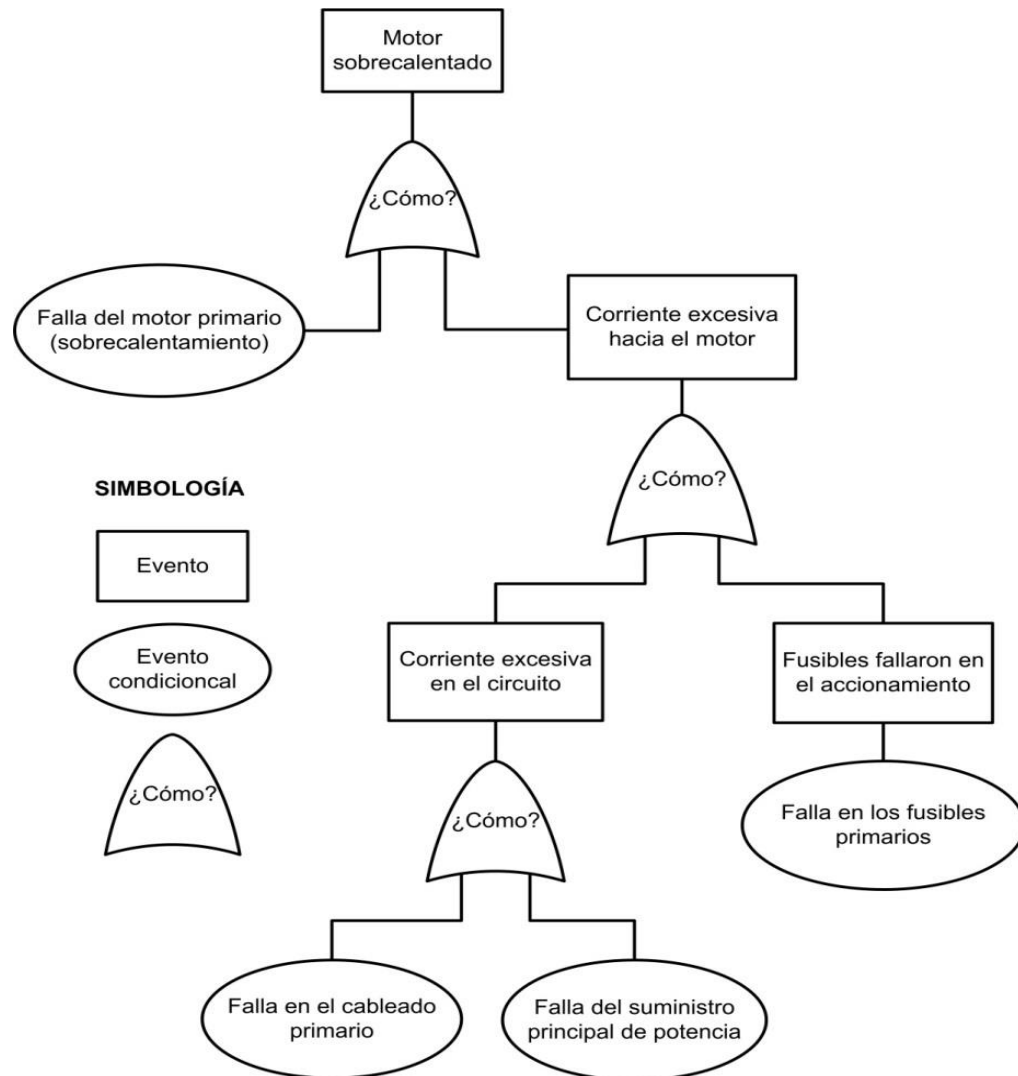 Motor
sobrecalentado
¿Cómo?
Falla del motor primario
(sobrecalentamiento)
Corriente excesiva
hacia el motor
¿Cómo?
SIMBOLOGÍA
Evento
Evento
condicioncal
¿Cómo?
Corriente excesiva
en el circuito
Fusibles fallaron en
el accionamiento
¿Cómo?
Falla en los fusibles
primarios
Falla en el cableado
primario
Falla del suministro
principal de potencia